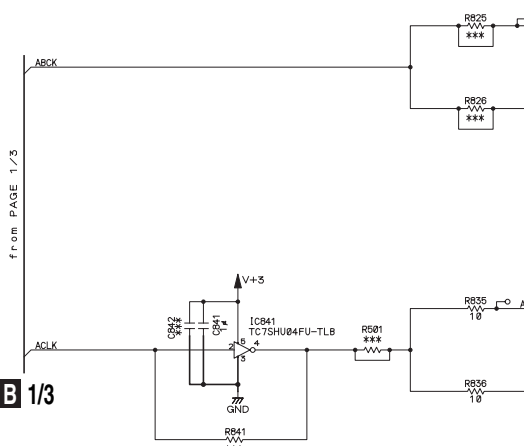 R825
***
ABCK
R826
***
from PAGE 1/3
V+3
C842
***
C841
IC841
TC7SHU04FU-TLB
R501
***
R835
10
A
ACLK
2
5
4
3
B 1/3
GND
R836
10
R841
***